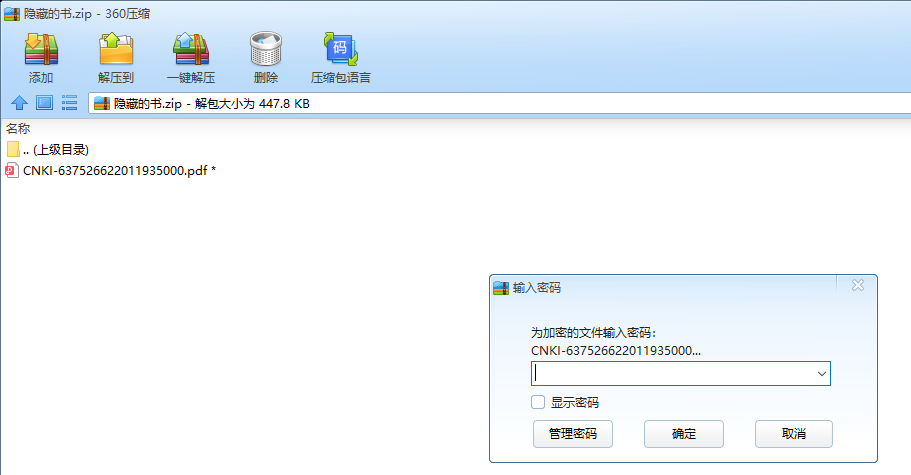 隐藏的书.zip - 360压缩
添加 解压到 一键解压 删除 码 压缩包语言
隐藏的书.zip - 解包大小为 447.8 KB
名称
.. (上级目录)
CNKI-637526622011935000.pdf *
输入密码
为加密的文件输入密码：
CNKI-637526622011935000...
显示密码
管理密码 确定 取消